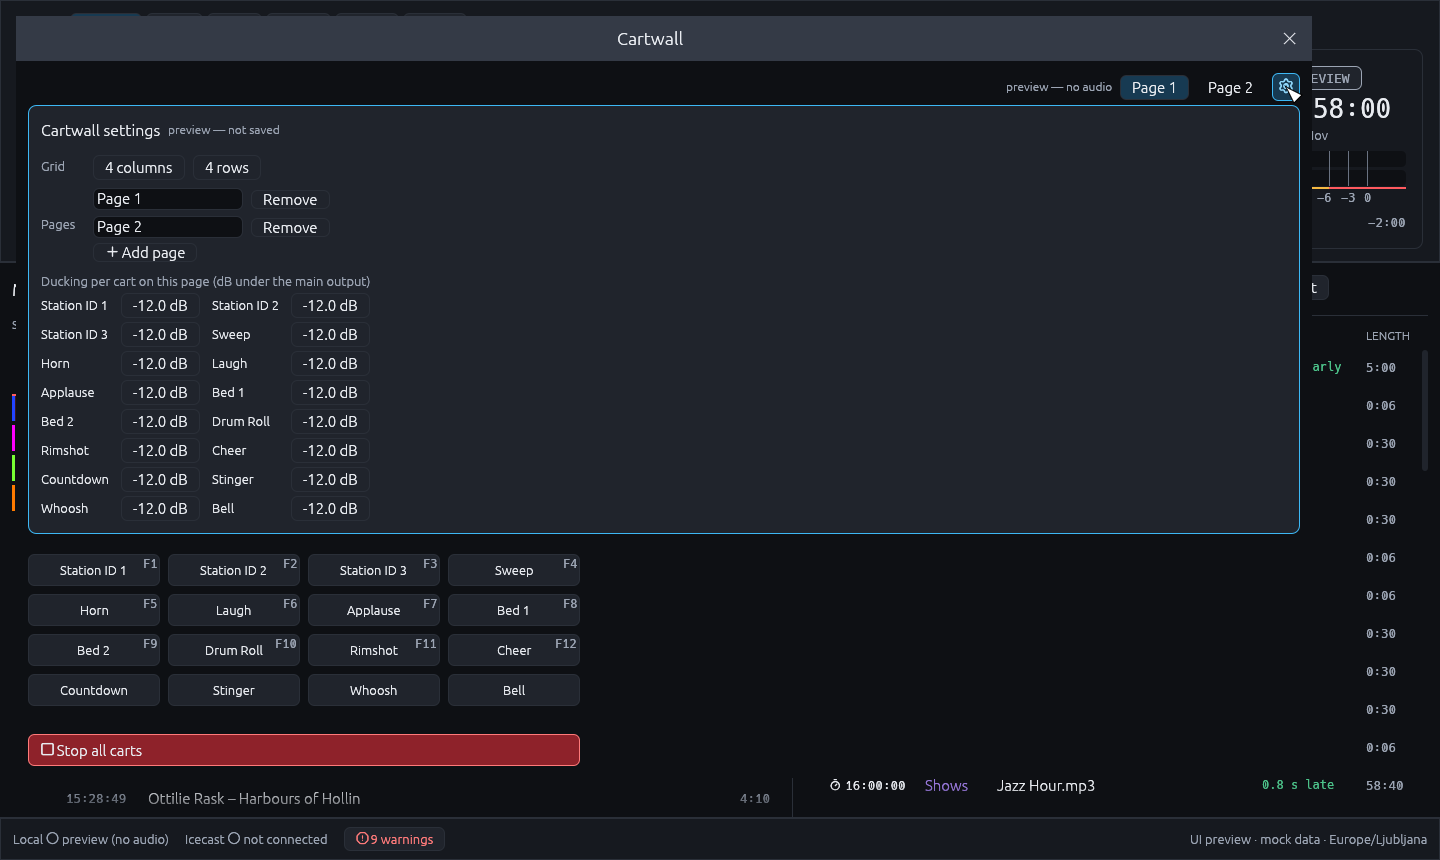 Cartwall
preview — no audio Page 1 Page 2
Cartwall settings preview — not saved
Grid 4 columns 4 rows
Page 1 Remove
Pages Page 2 Remove
+ Add page
Ducking per cart on this page (dB under the main output)
Station ID 1 -12.0 dB Station ID 2 -12.0 dB
Station ID 3 -12.0 dB Sweep -12.0 dB
Horn -12.0 dB Laugh -12.0 dB
Applause -12.0 dB Bed 1 -12.0 dB
Bed 2 -12.0 dB Drum Roll -12.0 dB
Rimshot -12.0 dB Cheer -12.0 dB
Countdown -12.0 dB Stinger -12.0 dB
Whoosh -12.0 dB Bell -12.0 dB
Station ID 1 F1 Station ID 2 F2 Station ID 3 F3 Sweep F4
Horn F5 Laugh F6 Applause F7 Bed 1 F8
Bed 2 F9 Drum Roll F10 Rimshot F11 Cheer F12
Countdown Stinger Whoosh Bell
Stop all carts
EVIEW
58:00
-6 -3 0
−2:00
LENGTH
arly 5:00
0:06
0:30
0:30
0:30
0:06
0:06
0:30
0:30
0:30
0:06
16:00:00 Shows Jazz Hour.mp3 0.8 s late 58:40
15:28:49 Ottilie Rask – Harbours of Hollin 4:10
Local preview (no audio) Icecast not connected 9 warnings
UI preview · mock data · Europe/Ljubljana